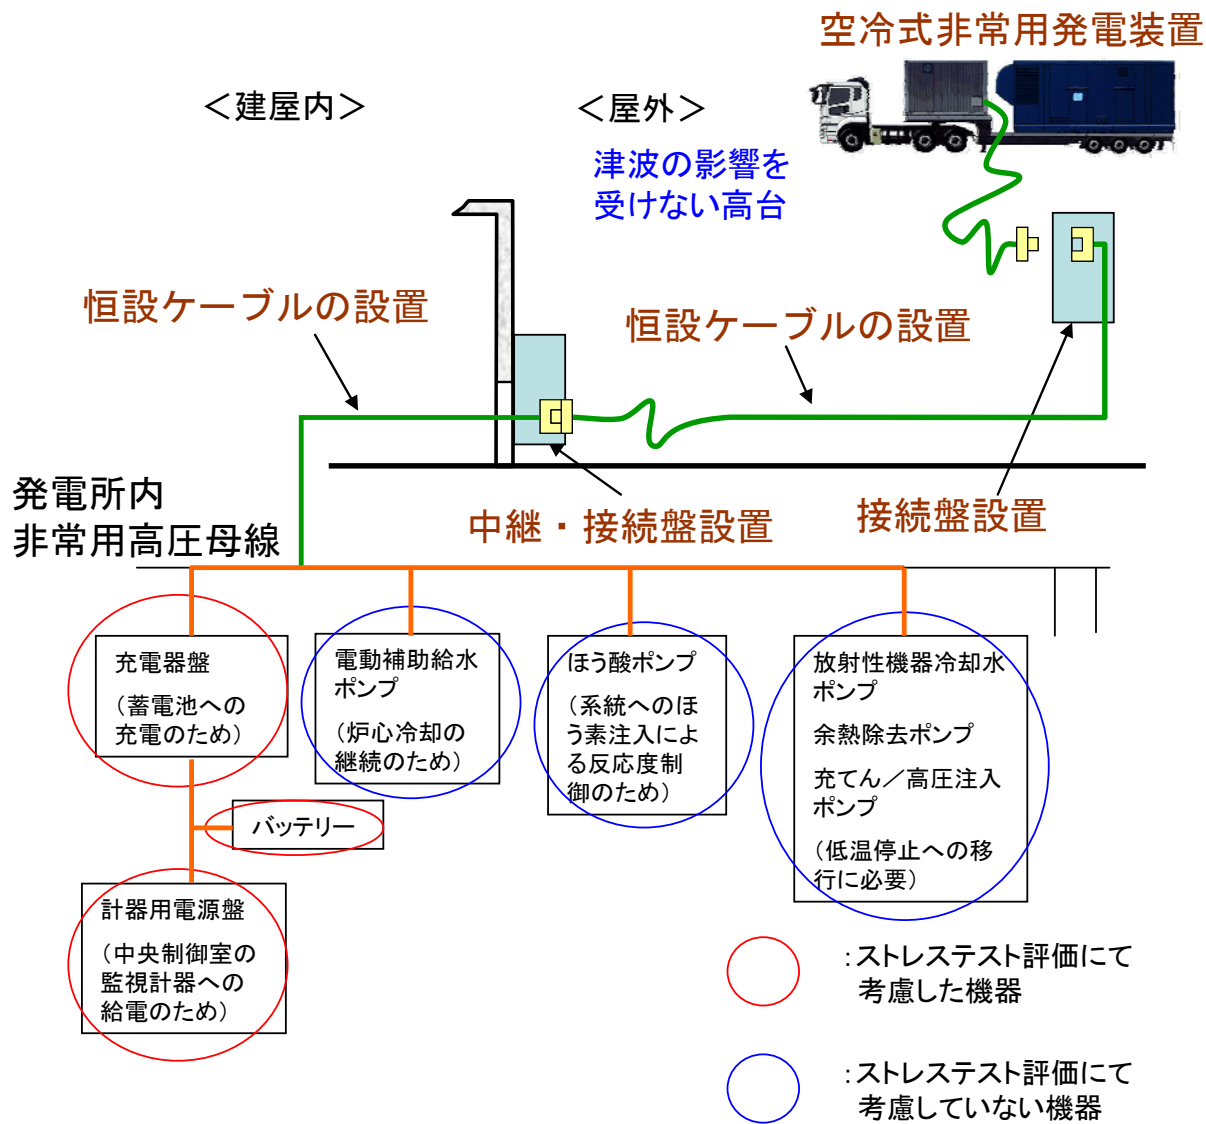 空冷式非常用発電装置
＜建屋内＞
＜屋外＞
津波の影響を
受けない高台
恒設ケーブルの設置
恒設ケーブルの設置
発電所内
非常用高圧母線
中継・接続盤設置
接続盤設置
充電器盤
（蓄電池への
充電のため）
電動補助給水
ポンプ
（炉心冷却の
継続のため）
ほう酸ポンプ
（系統へのほ
う素注入によ
る反応度制
御のため）
放射性機器冷却水
ポンプ
余熱除去ポンプ
充てん／高圧注入
ポンプ
（低温停止への移
行に必要）
バッテリー
計器用電源盤
（中央制御室の
監視計器への
給電のため）
：ストレステスト評価にて
考慮した機器
：ストレステスト評価にて
考慮していない機器